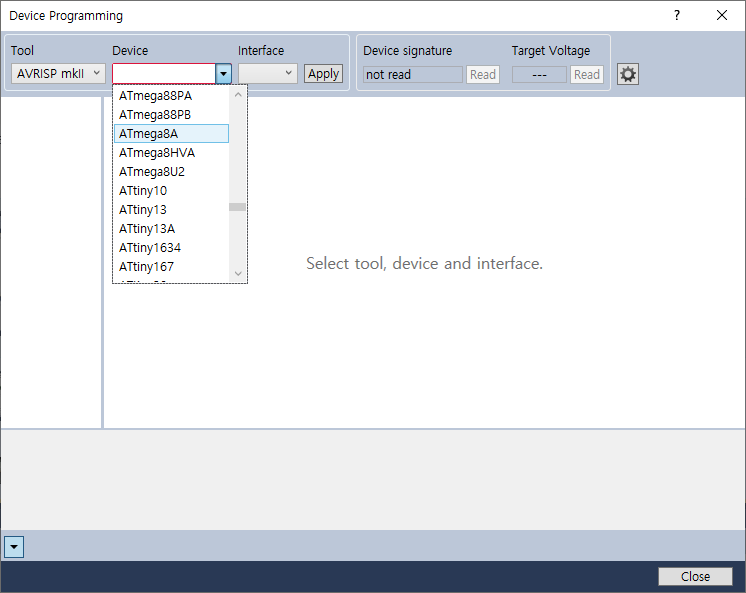 Device Programming
Tool Device Interface Device signature Target Voltage
AVRISP mkII Apply not read Read --- Read
ATmega88PA
ATmega88PB
ATmega8A
ATmega8HVA
ATmega8U2
ATtiny10
ATtiny13
ATtiny13A
ATtiny1634
ATtiny167
Select tool, device and interface.
Close